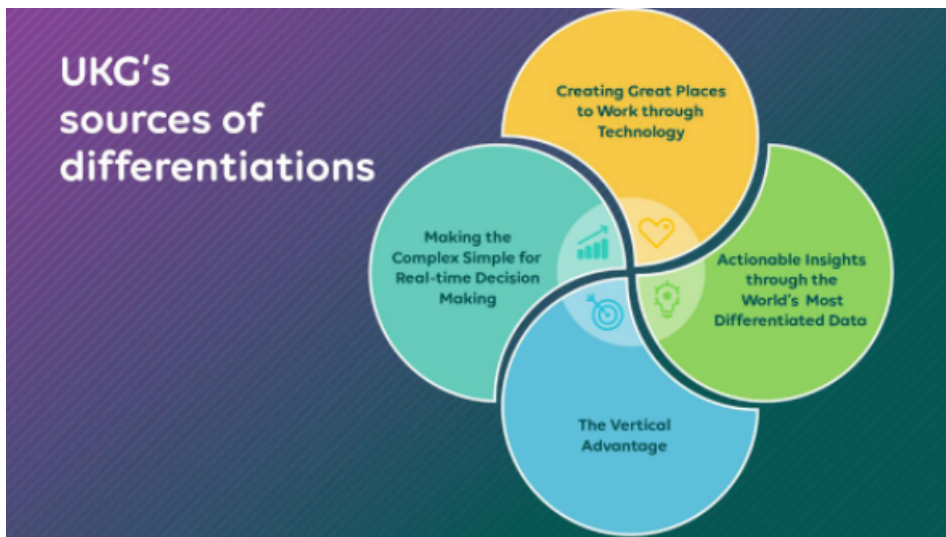 UKG's
sources of
differentiations
Creating Great Places
to Work through
Technology
Making the
Complex Simple for
Real-time Decision
Making
Actionable Insights
through the
World's Most
Differentiated Data
The Vertical
Advantage